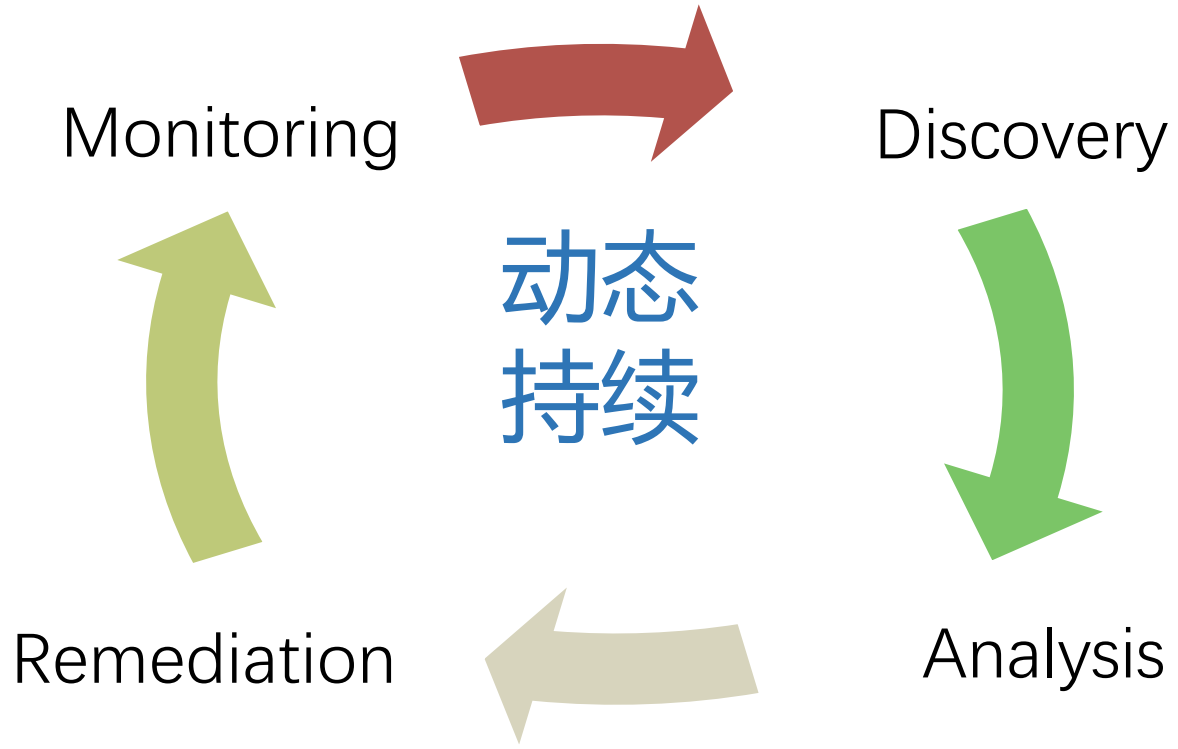 Monitoring
Discovery
动态
持续
Remediation
Analysis